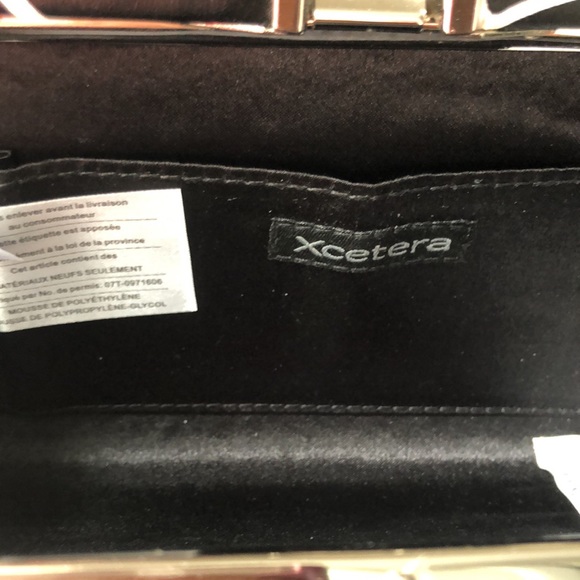 enlever avant la livraison
au consommateur
étiquette est apposée
à la loi de la province
Cet article contient des
MATÉRIAUX NEUFS SEULEMENT
par No. de permis: 07T-0971606
MOUSSE DE POLYÉTHYLÈNE
DE POLYPROPYLÈNE-GLYCOL
Xcetera